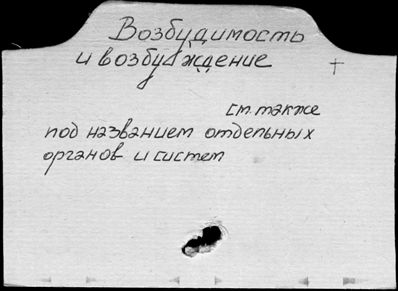 Возбудимость
и возбуждение +
см. также
под названием отдельных
органов и систем